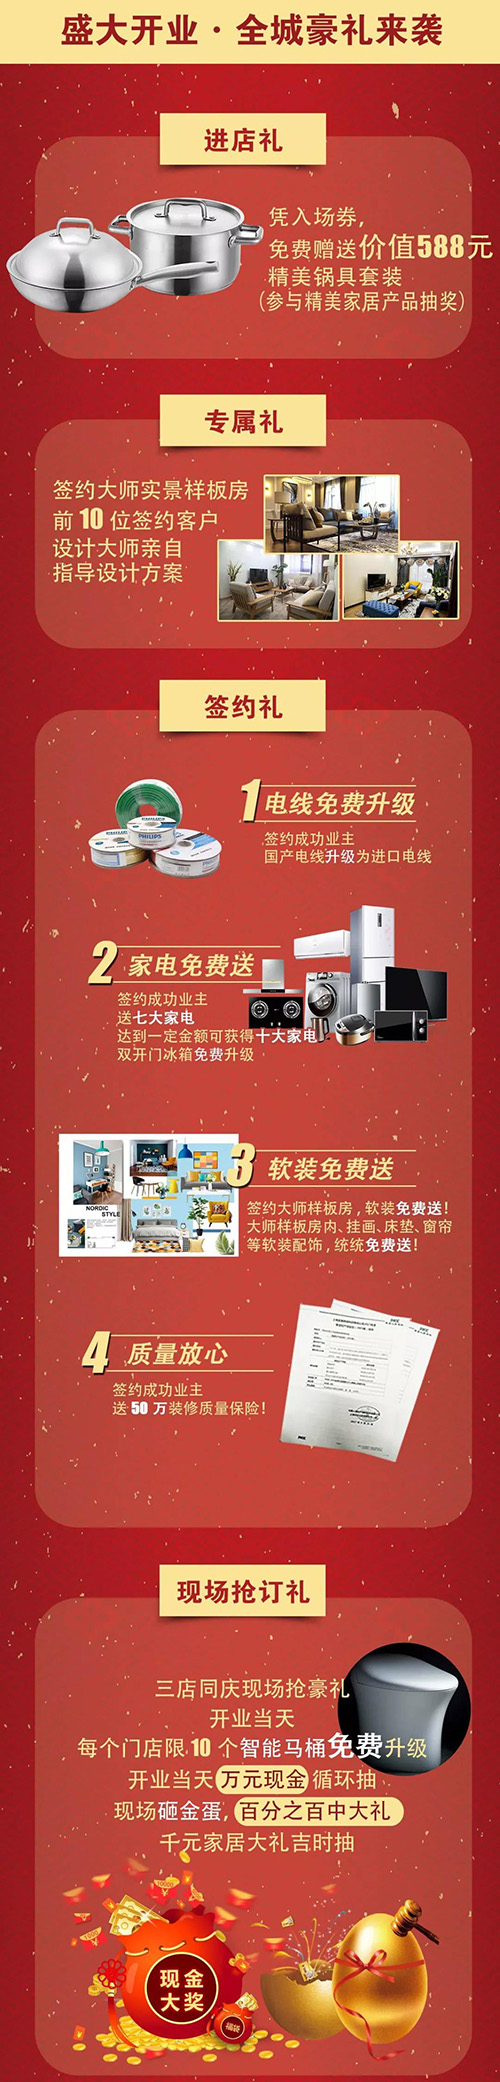 盛大开业·全城豪礼来袭
进店礼
凭入场券,
免费赠送价值588元
精美锅具套装
(参与精美家居产品抽奖)
专属礼
签约大师实景样板房
前 10 位签约客户
设计大师亲自
指导设计方案
签约礼
1 电线免费升级
签约成功业主
国产电线升级为进口电线
PHILIPS
PHILIPS
PHILIPS
2 家电免费送
签约成功业主
送七大家电
达到一定金额可获得十大家电
双开门冰箱免费升级
3 软装免费送
NORDIC
STYLE
签约大师样板房,软装免费送!
大师样板房内、挂画、床垫、窗帘
等软装配饰,统统免费送!
4 质量放心
签约成功业主
送 50 万装修质量保险!
现场抢订礼
三店同庆现场抢豪礼
开业当天
每个门店限 10 个智能马桶免费升级
开业当天 万元现金 循环抽
现场砸金蛋, 百分之百中大礼
千元家居大礼吉时抽
现金
大奖
福袋